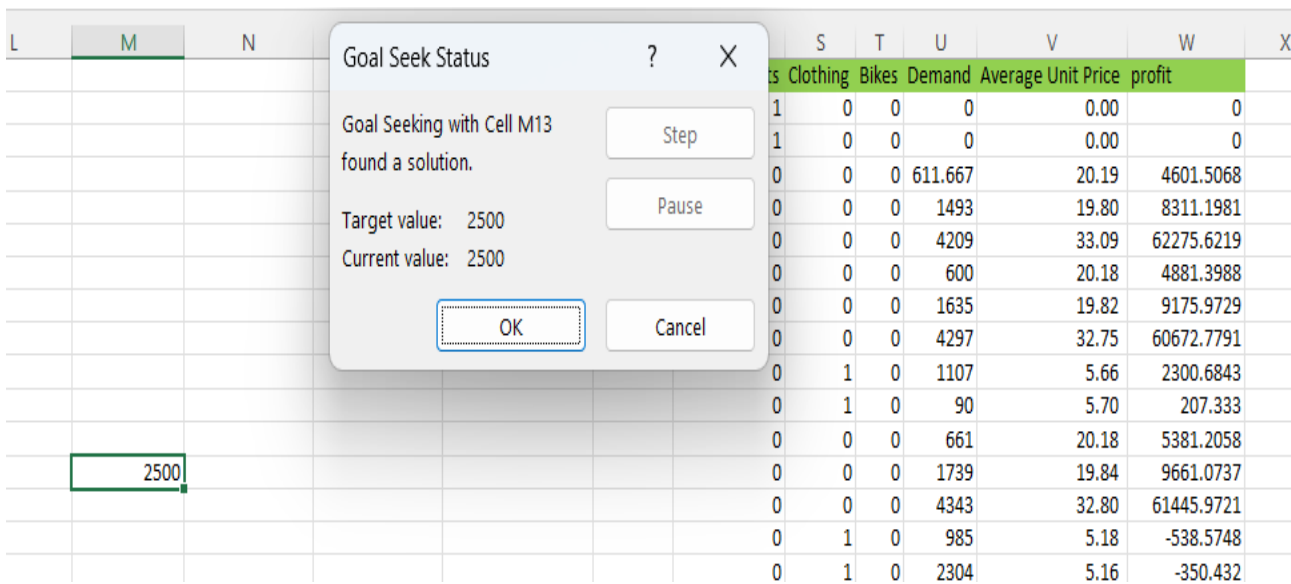 L M N S T U V W X
Goal Seek Status ? X
Goal Seeking with Cell M13
found a solution.
Target value: 2500
Current value: 2500
Step
Pause
OK
Cancel
ts Clothing Bikes Demand Average Unit Price profit
1 0 0 0 0.00 0
1 0 0 0 0.00 0
0 0 0 611.667 20.19 4601.5068
0 0 0 1493 19.80 8311.1981
0 0 0 4209 33.09 62275.6219
0 0 0 600 20.18 4881.3988
0 0 0 1635 19.82 9175.9729
0 0 0 4297 32.75 60672.7791
0 1 0 1107 5.66 2300.6843
0 1 0 90 5.70 207.333
0 0 0 661 20.18 5381.2058
2500 0 0 0 1739 19.84 9661.0737
0 0 0 4343 32.80 61445.9721
0 1 0 985 5.18 -538.5748
0 1 0 2304 5.16 -350.432